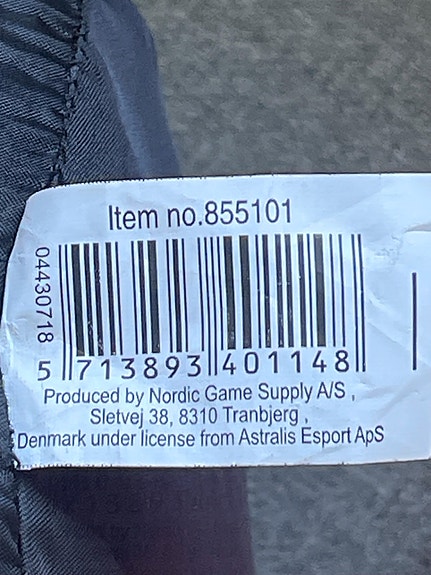 Item no.855101
04430718
5 713893 401148
Produced by Nordic Game Supply A/S ,
Sletvej 38, 8310 Tranbjerg ,
Denmark under license from Astralis Esport ApS